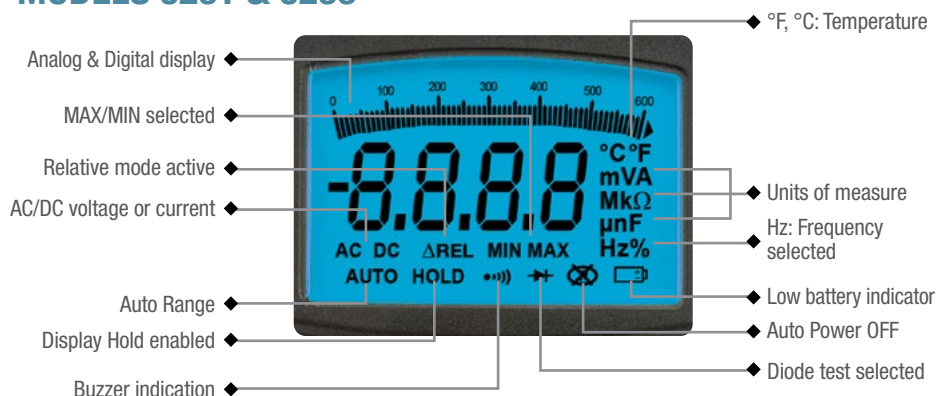 °F, °C: Temperature
Analog & Digital display
MAX/MIN selected
Relative mode active
AC/DC voltage or current
Auto Range
Display Hold enabled
Buzzer indication
0 100 200 300 400 500 600
-8.8.8.8
°C°F
mVA
MkΩ
µnF
AC DC ΔREL MIN MAX Hz%
AUTO HOLD
Units of measure
Hz: Frequency
selected
Low battery indicator
Auto Power OFF
Diode test selected